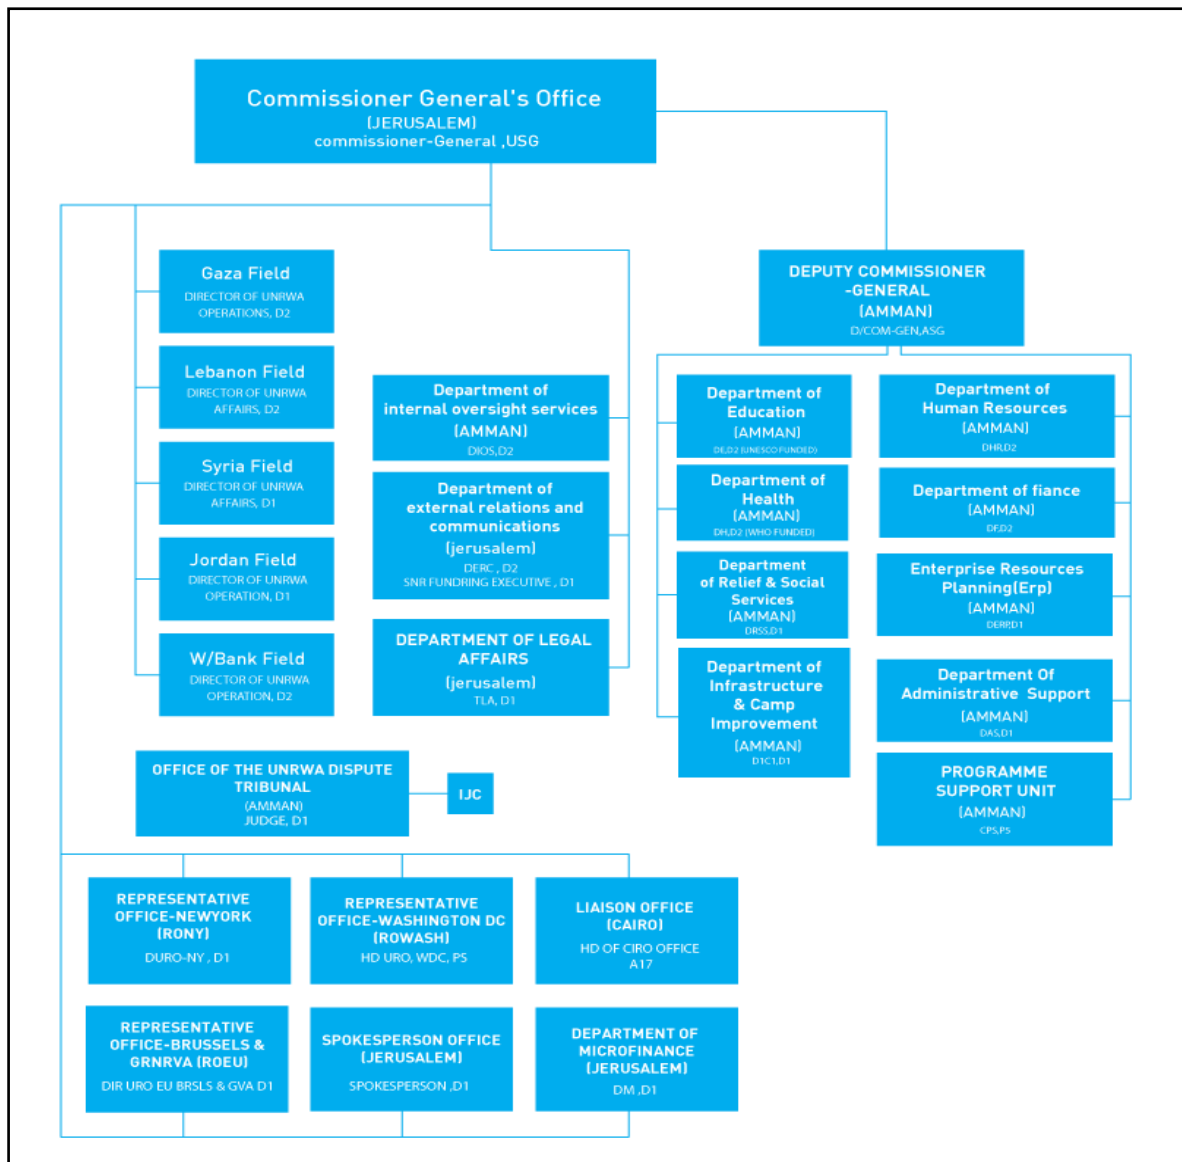 Commissioner General's Office
(JERUSALEM)
commissioner-General ,USG
Gaza Field
DIRECTOR OF UNRWA
OPERATIONS, D2
Lebanon Field
DIRECTOR OF UNRWA
AFFAIRS, D2
Syria Field
DIRECTOR OF UNRWA
AFFAIRS, D1
Jordan Field
DIRECTOR OF UNRWA
OPERATION, D1
W/Bank Field
DIRECTOR OF UNRWA
OPERATION, D2
Department of
internal oversight services
(AMMAN)
DIOS,D2
Department of
external relations and
communications
(jerusalem)
DERC , D2
SNR FUNDRING EXECUTIVE , D1
DEPARTMENT OF LEGAL
AFFAIRS
(jerusalem)
TLA, D1
DEPUTY COMMISSIONER
-GENERAL
(AMMAN)
D/COM-GEN,ASG
Department of
Education
(AMMAN)
DE,D2 (UNESCO FUNDED)
Department of
Health
(AMMAN)
DH,D2 (WHO FUNDED)
Department
of Relief & Social
Services
(AMMAN)
DRSS,D1
Department of
Infrastructure
& Camp
Improvement
(AMMAN)
D1C1,D1
Department of
Human Resources
(AMMAN)
DHR,D2
Department of fiance
(AMMAN)
DF,D2
Enterprise Resources
Planning(Erp)
(AMMAN)
DERP,D1
Department Of
Administrative Support
(AMMAN)
DAS,D1
PROGRAMME
SUPPORT UNIT
(AMMAN)
CPS,PS
OFFICE OF THE UNRWA DISPUTE
TRIBUNAL
(AMMAN)
JUDGE, D1
IJC
REPRESENTATIVE
OFFICE-NEWYORK
(RONY)
DURO-NY , D1
REPRESENTATIVE
OFFICE-WASHINGTON DC
(ROWASH)
HD URO, WDC, PS
LIAISON OFFICE
(CAIRO)
HD OF CIRO OFFICE
A17
REPRESENTATIVE
OFFICE-BRUSSELS &
GRNRVA (ROEU)
DIR URO EU BRSLS & GVA D1
SPOKESPERSON OFFICE
(JERUSALEM)
SPOKESPERSON ,D1
DEPARTMENT OF
MICROFINANCE
(JERUSALEM)
DM ,D1